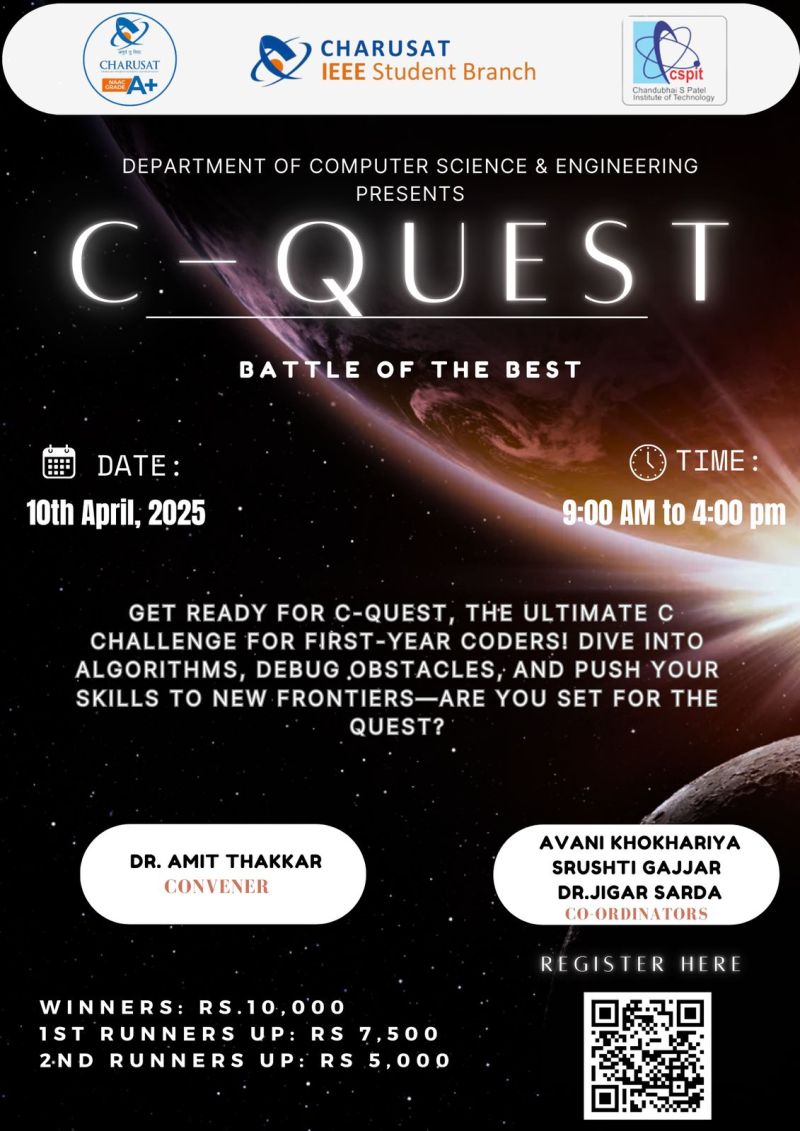 CHARUSAT
NAAC
GRADE A+
CHARUSAT
IEEE Student Branch
cspit
Chandubhai S Patel
Institute of Technology
DEPARTMENT OF COMPUTER SCIENCE & ENGINEERING
PRESENTS
C-QUEST
BATTLE OF THE BEST
DATE:
10th April, 2025
TIME:
9:00 AM to 4:00 pm
GET READY FOR C-QUEST, THE ULTIMATE C
CHALLENGE FOR FIRST-YEAR CODERS! DIVE INTO
ALGORITHMS, DEBUG OBSTACLES, AND PUSH YOUR
SKILLS TO NEW FRONTIERS—ARE YOU SET FOR THE
QUEST?
DR. AMIT THAKKAR
CONVENER
AVANI KHOKHARIYA
SRUSHTI GAJJAR
DR.JIGAR SARDA
CO-ORDINATORS
REGISTER HERE
WINNERS: RS.10,000
1ST RUNNERS UP: RS 7,500
2ND RUNNERS UP: RS 5,000